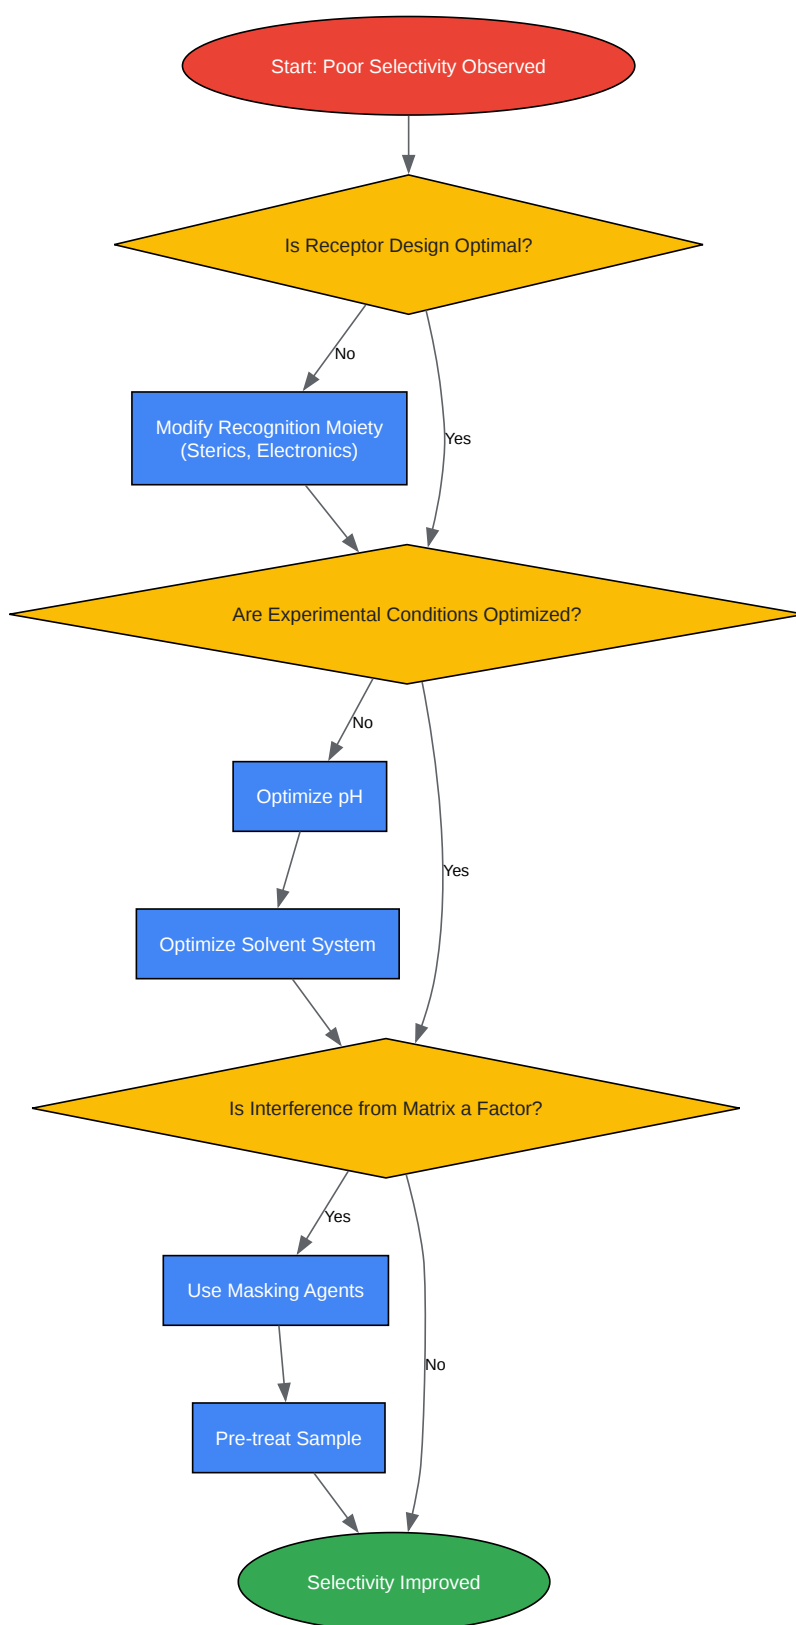 Start: Poor Selectivity Observed
Is Receptor Design Optimal?
No
Modify Recognition Moiety
(Sterics, Electronics)
Yes
Are Experimental Conditions Optimized?
No
Optimize pH
Yes
Optimize Solvent System
Is Interference from Matrix a Factor?
Yes
Use Masking Agents
No
Pre-treat Sample
Selectivity Improved